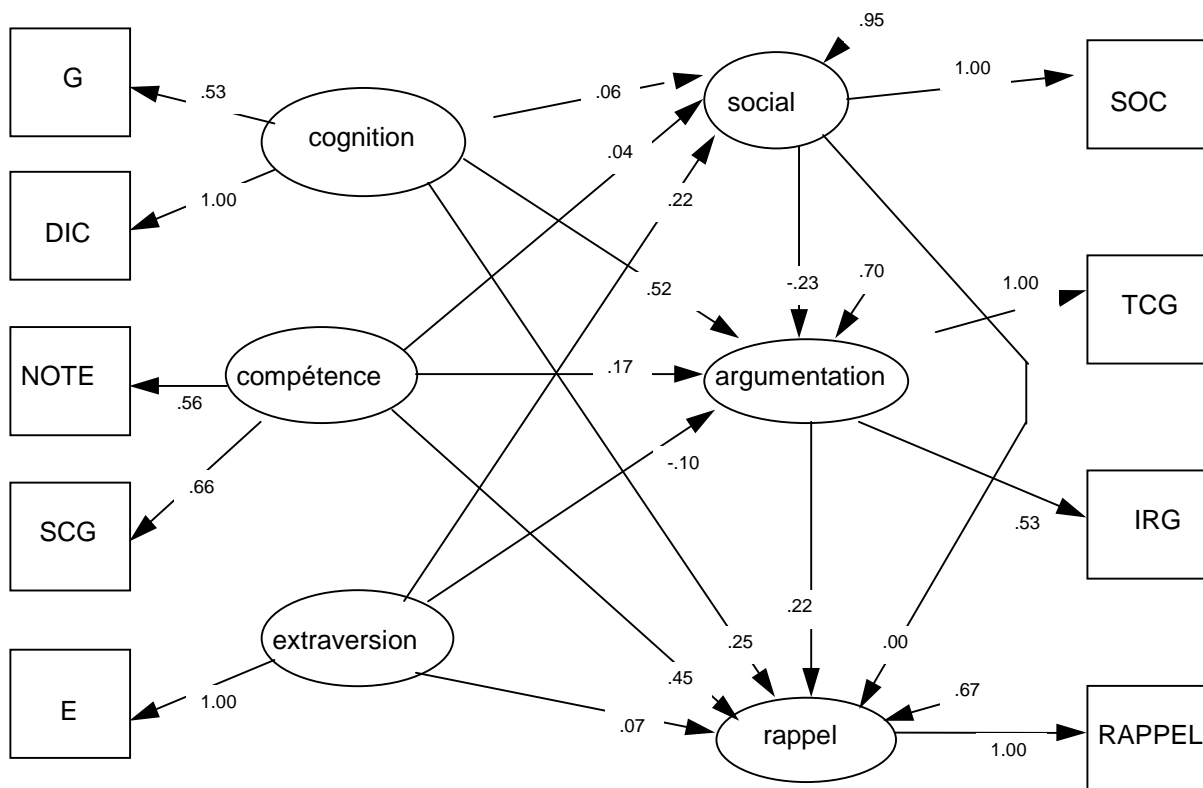 .95
G
.53
1.00
.06
social
SOC
cognition
.04
1.00
.22
DIC
.52
-.23
.70
1.00
TCG
NOTE
compétence
.17
argumentation
.56
-.10
.66
SCG
.53
IRG
.22
extraversion
.25
.00
.45
.67
1.00
E
.07
rappel
1.00
RAPPEL